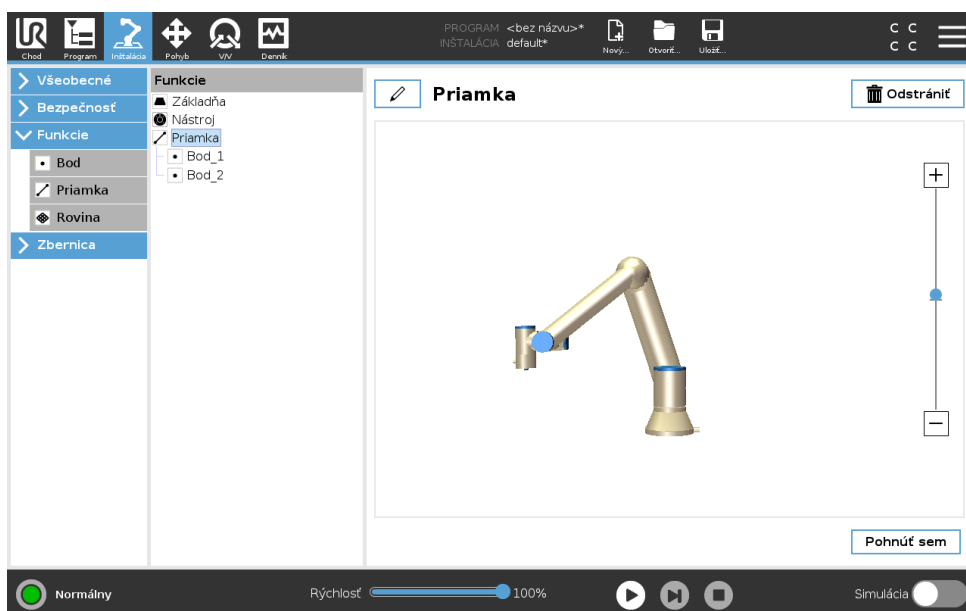 UR
PROGRAM <bez názvu>*
INŠTALÁCIA default*
Chod Program Inštalácia Pohyb V/V Denník Nový... Otvoriť... Uložiť...
C C
C C
Všeobecné
Bezpečnosť
Funkcie
Bod
Priamka
Rovina
Zbernica
Funkcie
Základňa
Nástroj
Priamka
Bod_1
Bod_2
Priamka
Odstrániť
+
−
Pohnúť sem
Normálny
Rýchlosť 100%
Simulácia